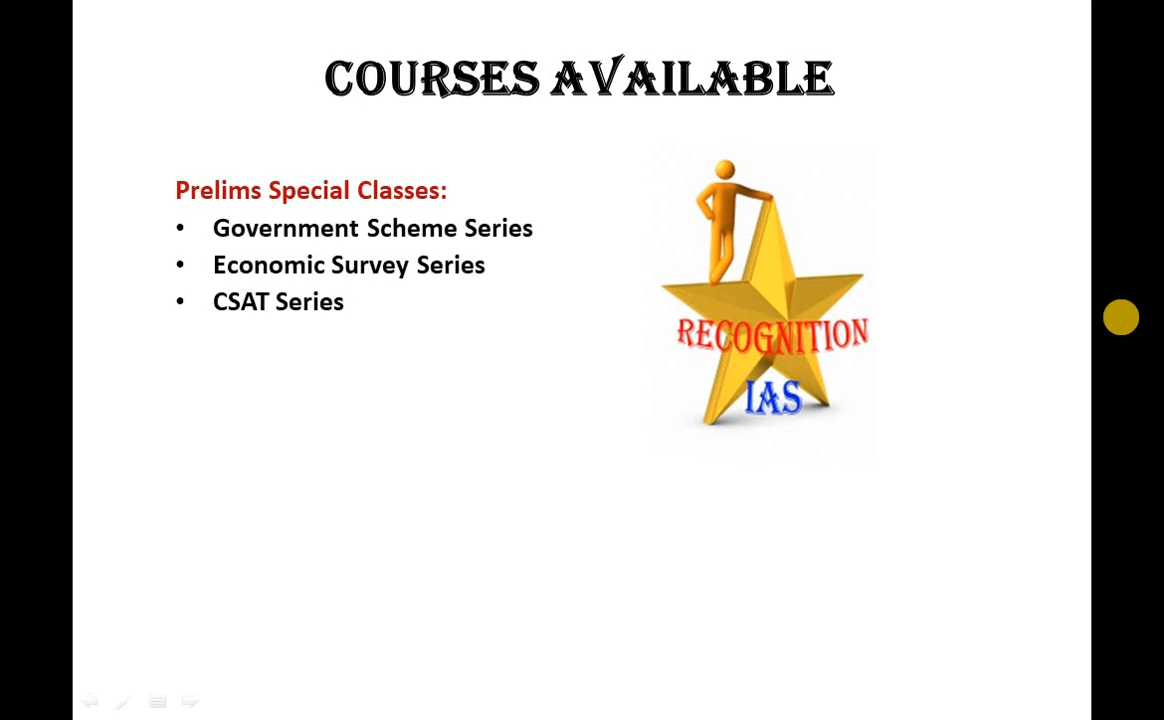 COURSES AVAILABLE
Prelims Special Classes:
• Government Scheme Series
• Economic Survey Series
• CSAT Series
RECOGNITION
IAS